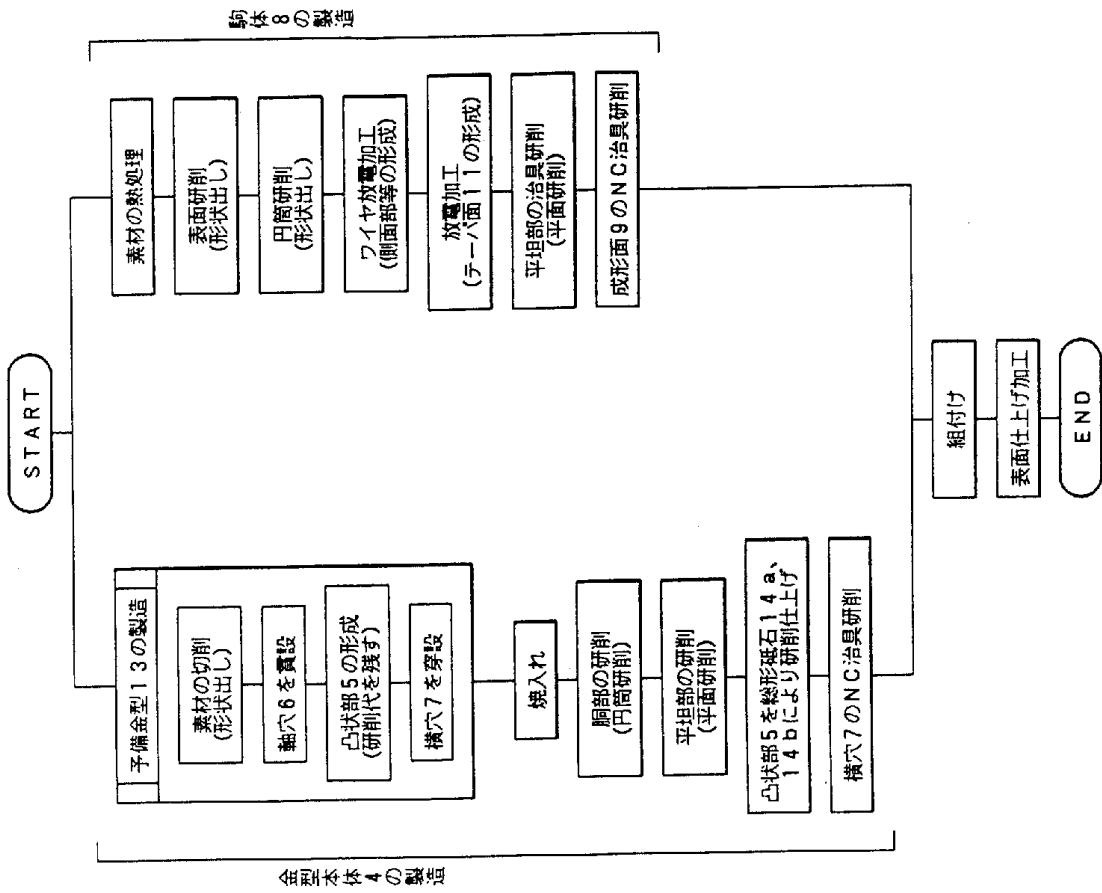 START
金型本体4の製造
予備金型13の製造
素材の切削
(形状出し)
軸穴6を貫設
凸状部5の形成
(研削代を残す)
横穴7を穿設
焼入れ
胴部の研削
(円筒研削)
平坦部の研削
(平面研削)
凸状部5を総形砥石14a、
14bにより研削仕上げ
横穴7のNC治具研削
駒体8の製造
素材の熱処理
表面研削
(形状出し)
円筒研削
(形状出し)
ワイヤ放電加工
(側面部等の形成)
放電加工
(テーパ面11の形成)
平坦部の治具研削
(平面研削)
成形面9のNC治具研削
組付け
表面仕上げ加工
END